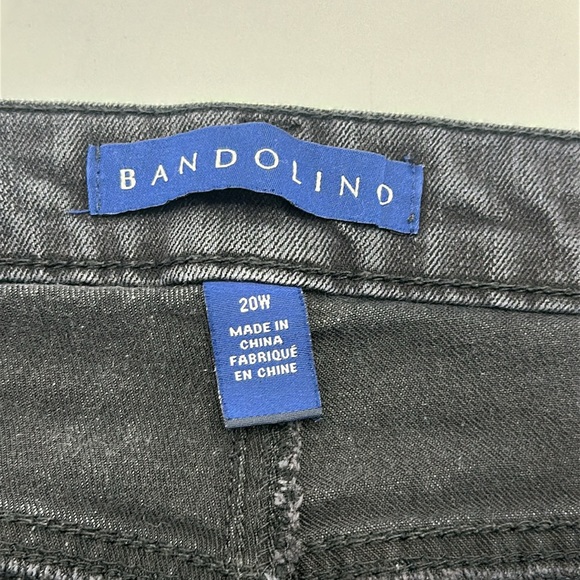 BANDOLINO
20W
MADE IN
CHINA
FABRIQUÉ
EN CHINE